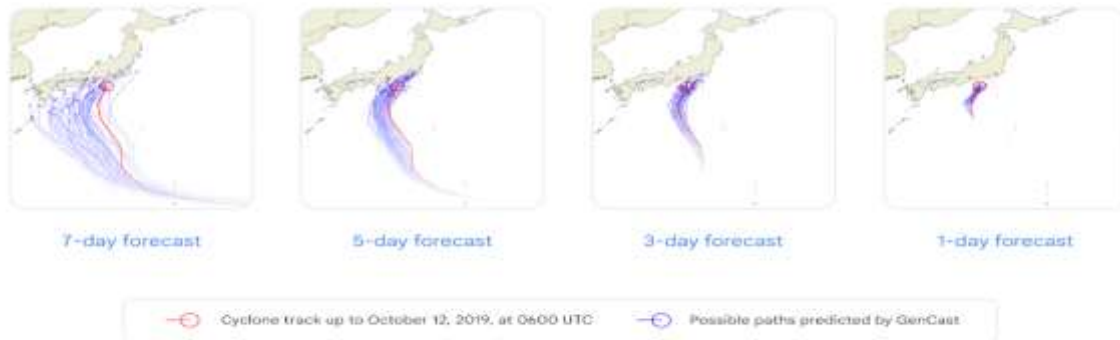 7-day forecast
5-day forecast
3-day forecast
1-day forecast
Cyclone track up to October 12, 2019, at 0600 UTC
Possible paths predicted by GenCast